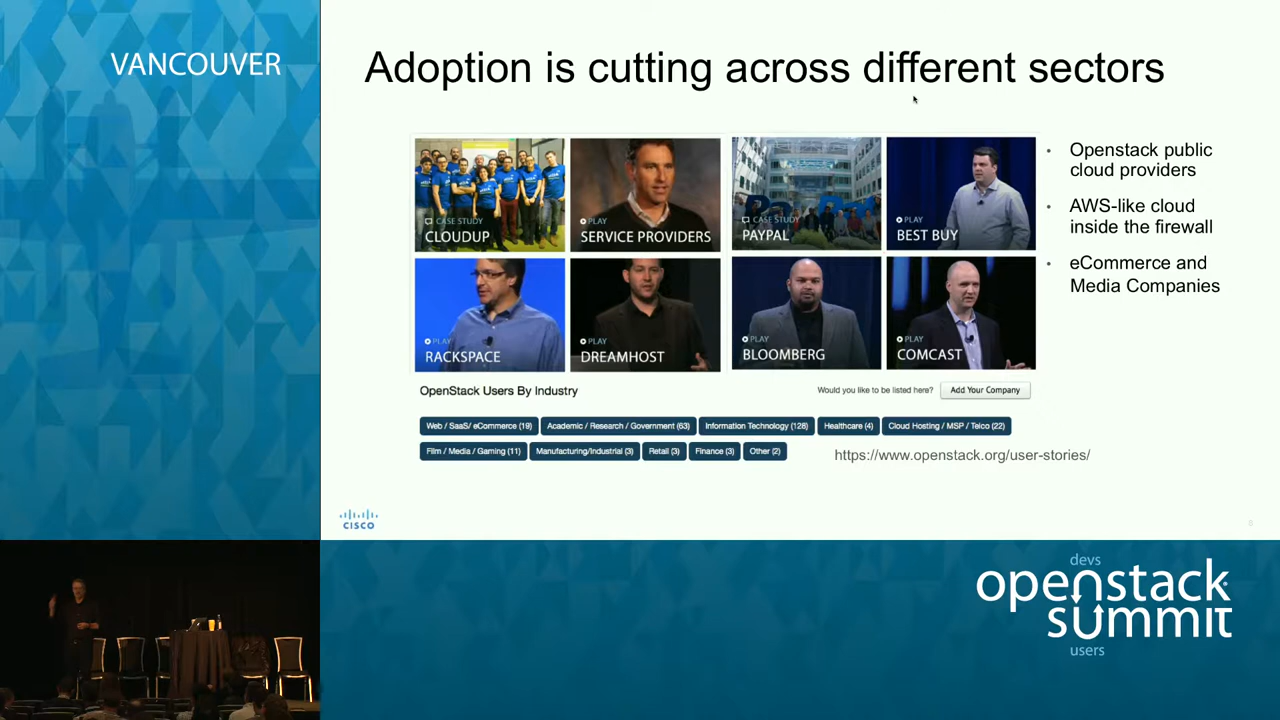 VANCOUVER
Adoption is cutting across different sectors
CASE STUDY
CLOUDUP
PLAY
SERVICE PROVIDERS
CASE STUDY
PAYPAL
PLAY
BEST BUY
PLAY
RACKSPACE
PLAY
DREAMHOST
PLAY
BLOOMBERG
PLAY
COMCAST
• Openstack public
cloud providers
• AWS-like cloud
inside the firewall
• eCommerce and
Media Companies
OpenStack Users By Industry
Would you like to be listed here? Add Your Company
Web / SaaS/ eCommerce (19) Academic / Research / Government (63) Information Technology (128) Healthcare (4) Cloud Hosting / MSP / Telco (22)
Film / Media / Gaming (11) Manufacturing/Industrial (3) Retail (3) Finance (3) Other (2)
https://www.openstack.org/user-stories/
CISCO
devs
openstack
summit
users